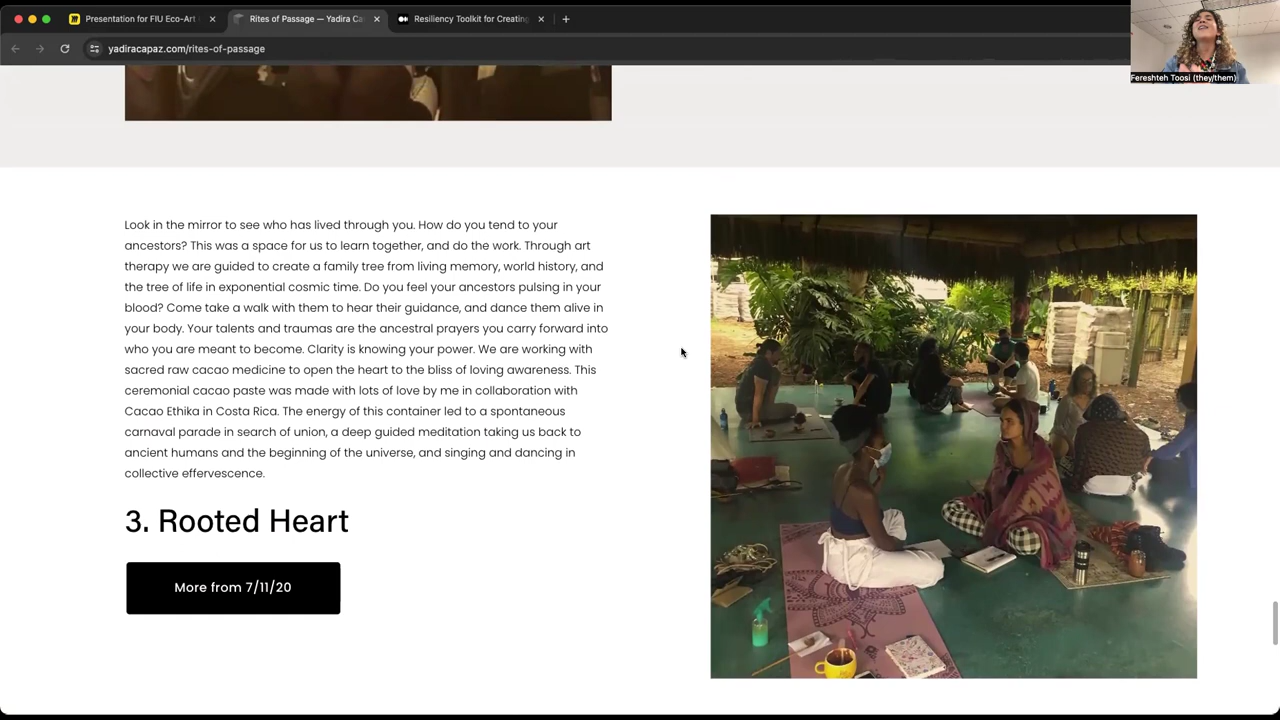 Presentation for FIU Eco-Art
Rites of Passage — Yadira Ca
Resiliency Toolkit for Creating
yadiracapaz.com/rites-of-passage
Fereshteh Toosi (they/them)
Look in the mirror to see who has lived through you. How do you tend to your
ancestors? This was a space for us to learn together, and do the work. Through art
therapy we are guided to create a family tree from living memory, world history, and
the tree of life in exponential cosmic time. Do you feel your ancestors pulsing in your
blood? Come take a walk with them to hear their guidance, and dance them alive in
your body. Your talents and traumas are the ancestral prayers you carry forward into
who you are meant to become. Clarity is knowing your power. We are working with
sacred raw cacao medicine to open the heart to the bliss of loving awareness. This
ceremonial cacao paste was made with lots of love by me in collaboration with
Cacao Ethika in Costa Rica. The energy of this container led to a spontaneous
carnaval parade in search of union, a deep guided meditation taking us back to
ancient humans and the beginning of the universe, and singing and dancing in
collective effervescence.
3. Rooted Heart
More from 7/11/20